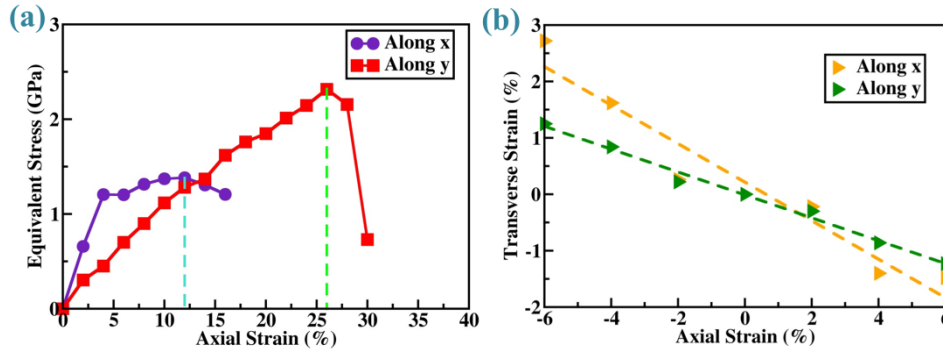 (a)
Equivalent Stress (GPa)
3
2
1
0
Along x
Along y
0 5 10 15 20 25 30 35 40
Axial Strain (%)
(b)
Transverse Strain (%)
3
2
1
0
-1
-2
Along x
Along y
-6 -4 -2 0 2 4 6
Axial Strain (%)